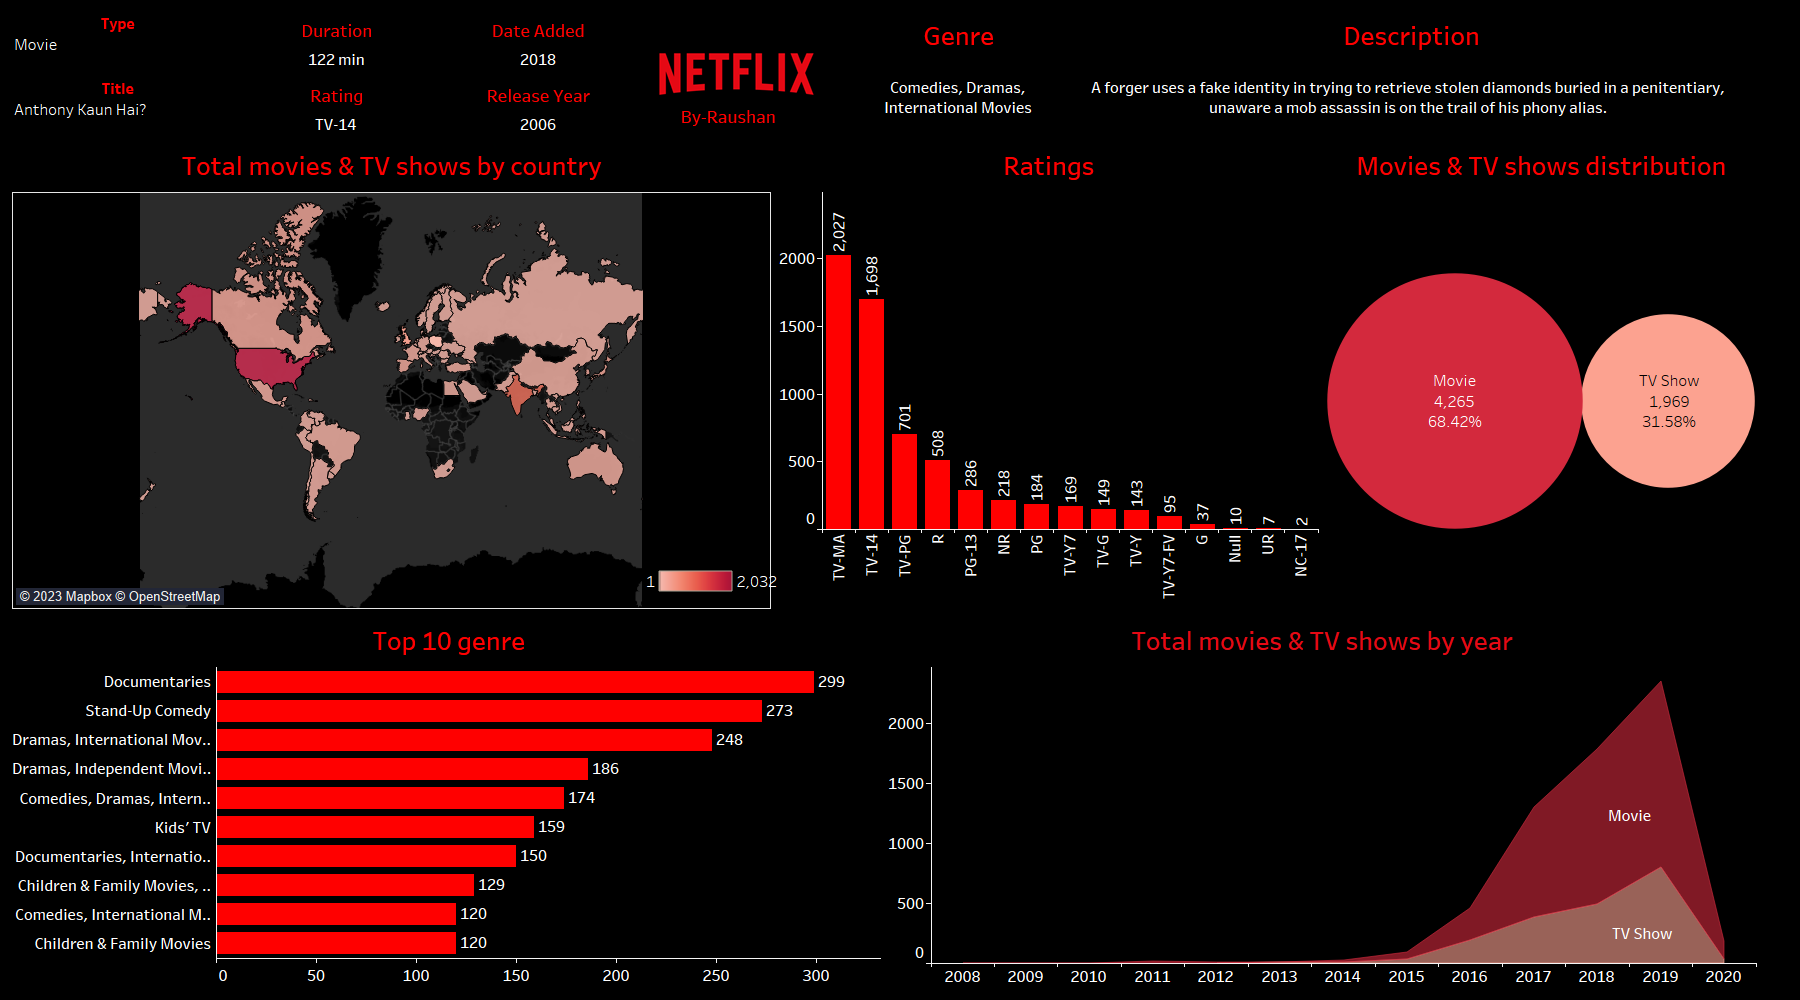 Type
Movie
Title
Anthony Kaun Hai?
Duration
122 min
Rating
TV-14
Date Added
2018
Release Year
2006
NETFLIX
By-Raushan
Genre
Comedies, Dramas,
International Movies
Description
A forger uses a fake identity in trying to retrieve stolen diamonds buried in a penitentiary,
unaware a mob assassin is on the trail of his phony alias.
Total movies & TV shows by country
1
2,032
© 2023 Mapbox © OpenStreetMap
Ratings
2000
1500
1000
500
0
2,027
1,698
701
508
286
218
184
169
149
143
95
37
10
7
2
TV-MA
TV-14
TV-PG
R
PG-13
NR
PG
TV-Y7
TV-G
TV-Y
TV-Y7-FV
G
Null
UR
NC-17
Movies & TV shows distribution
Movie
4,265
68.42%
TV Show
1,969
31.58%
Top 10 genre
Documentaries 299
Stand-Up Comedy 273
Dramas, International Mov.. 248
Dramas, Independent Movi.. 186
Comedies, Dramas, Intern.. 174
Kids’ TV 159
Documentaries, Internatio.. 150
Children & Family Movies, .. 129
Comedies, International M.. 120
Children & Family Movies 120
0 50 100 150 200 250 300
Total movies & TV shows by year
2000
1500
1000
500
0
Movie
TV Show
2008 2009 2010 2011 2012 2013 2014 2015 2016 2017 2018 2019 2020